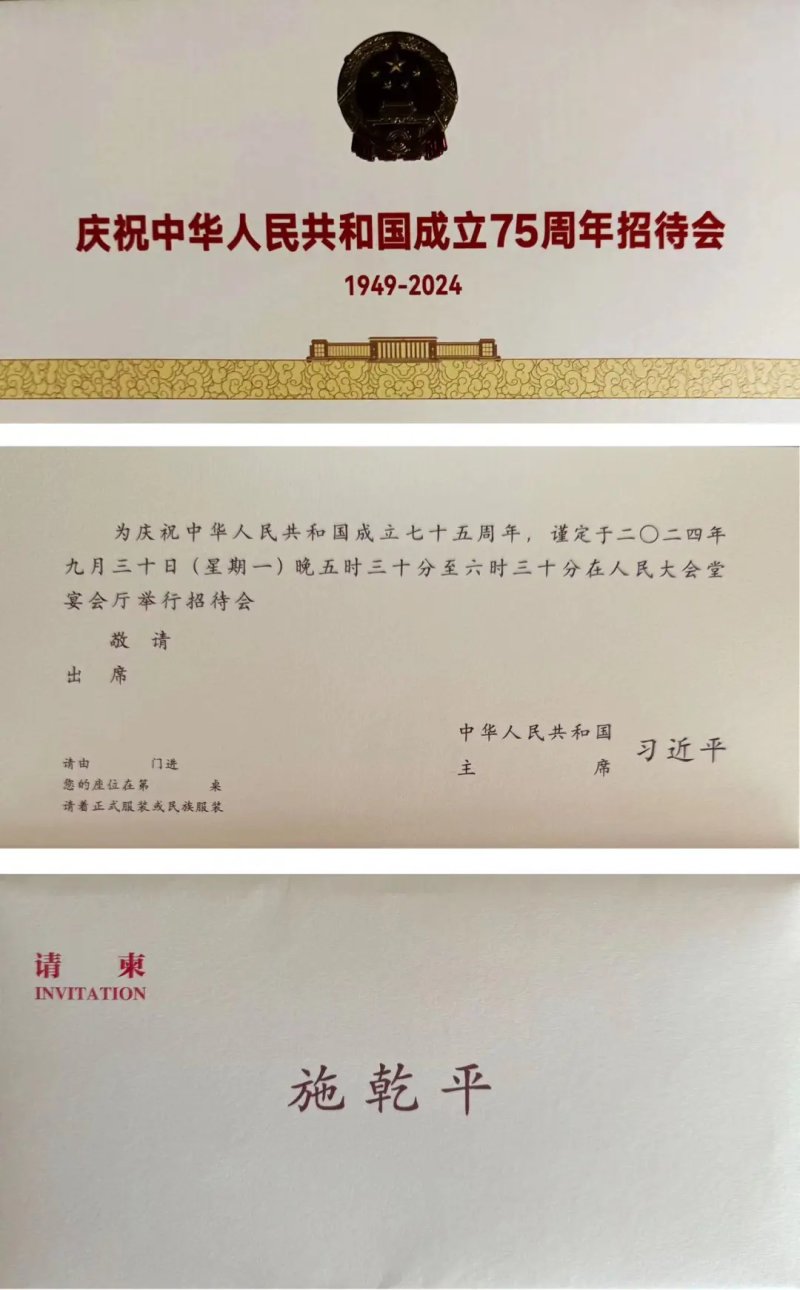 庆祝中华人民共和国成立75周年招待会
1949-2024
为庆祝中华人民共和国成立七十五周年，谨定于二〇二四年
九月三十日（星期一）晚五时三十分至六时三十分在人民大会堂
宴会厅举行招待会
敬 请
出 席
中华人民共和国
主 席
习近平
请由 门进
您的座位在第 桌
请着正式服装或民族服装
请 柬
INVITATION
施乾平